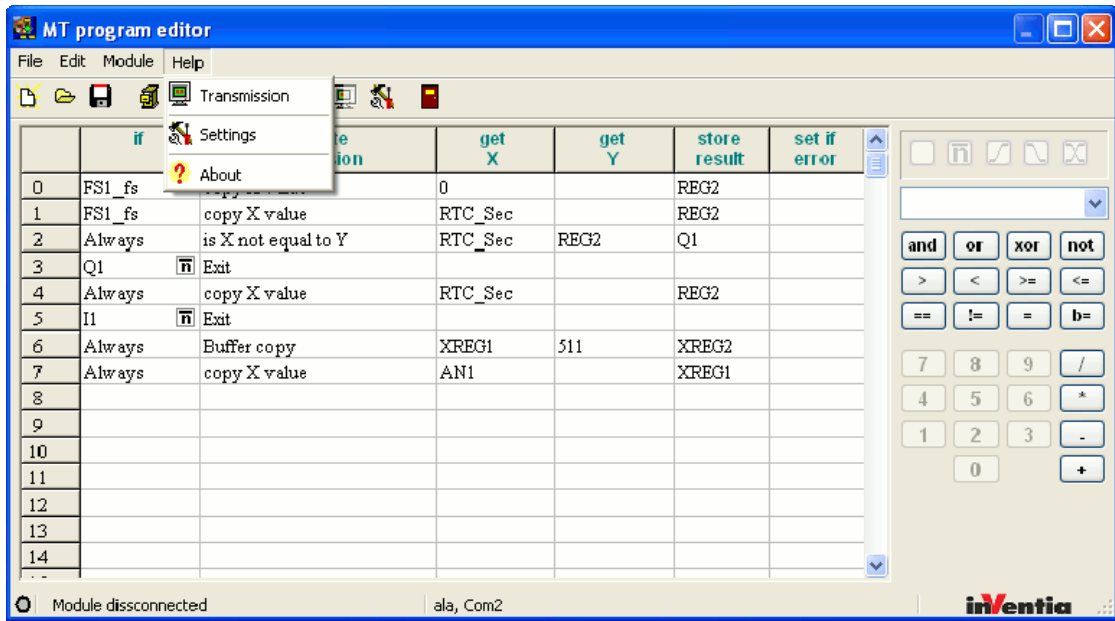 MT program editor
File Edit Module Help
Transmission
Settings
About
if te ion get X get Y store result set if error
0 FS1_fs 0 REG2
1 FS1_fs copy X value RTC_Sec REG2
2 Always is X not equal to Y RTC_Sec REG2 Q1
3 Q1 n Exit
4 Always copy X value RTC_Sec REG2
5 I1 n Exit
6 Always Buffer copy XREG1 511 XREG2
7 Always copy X value AN1 XREG1
8
9
10
11
12
13
14
n
and or xor not
> < >= <=
== != = b=
7 8 9 /
4 5 6 *
1 2 3 -
0 +
Module dissconnected ala, Com2 inVentia